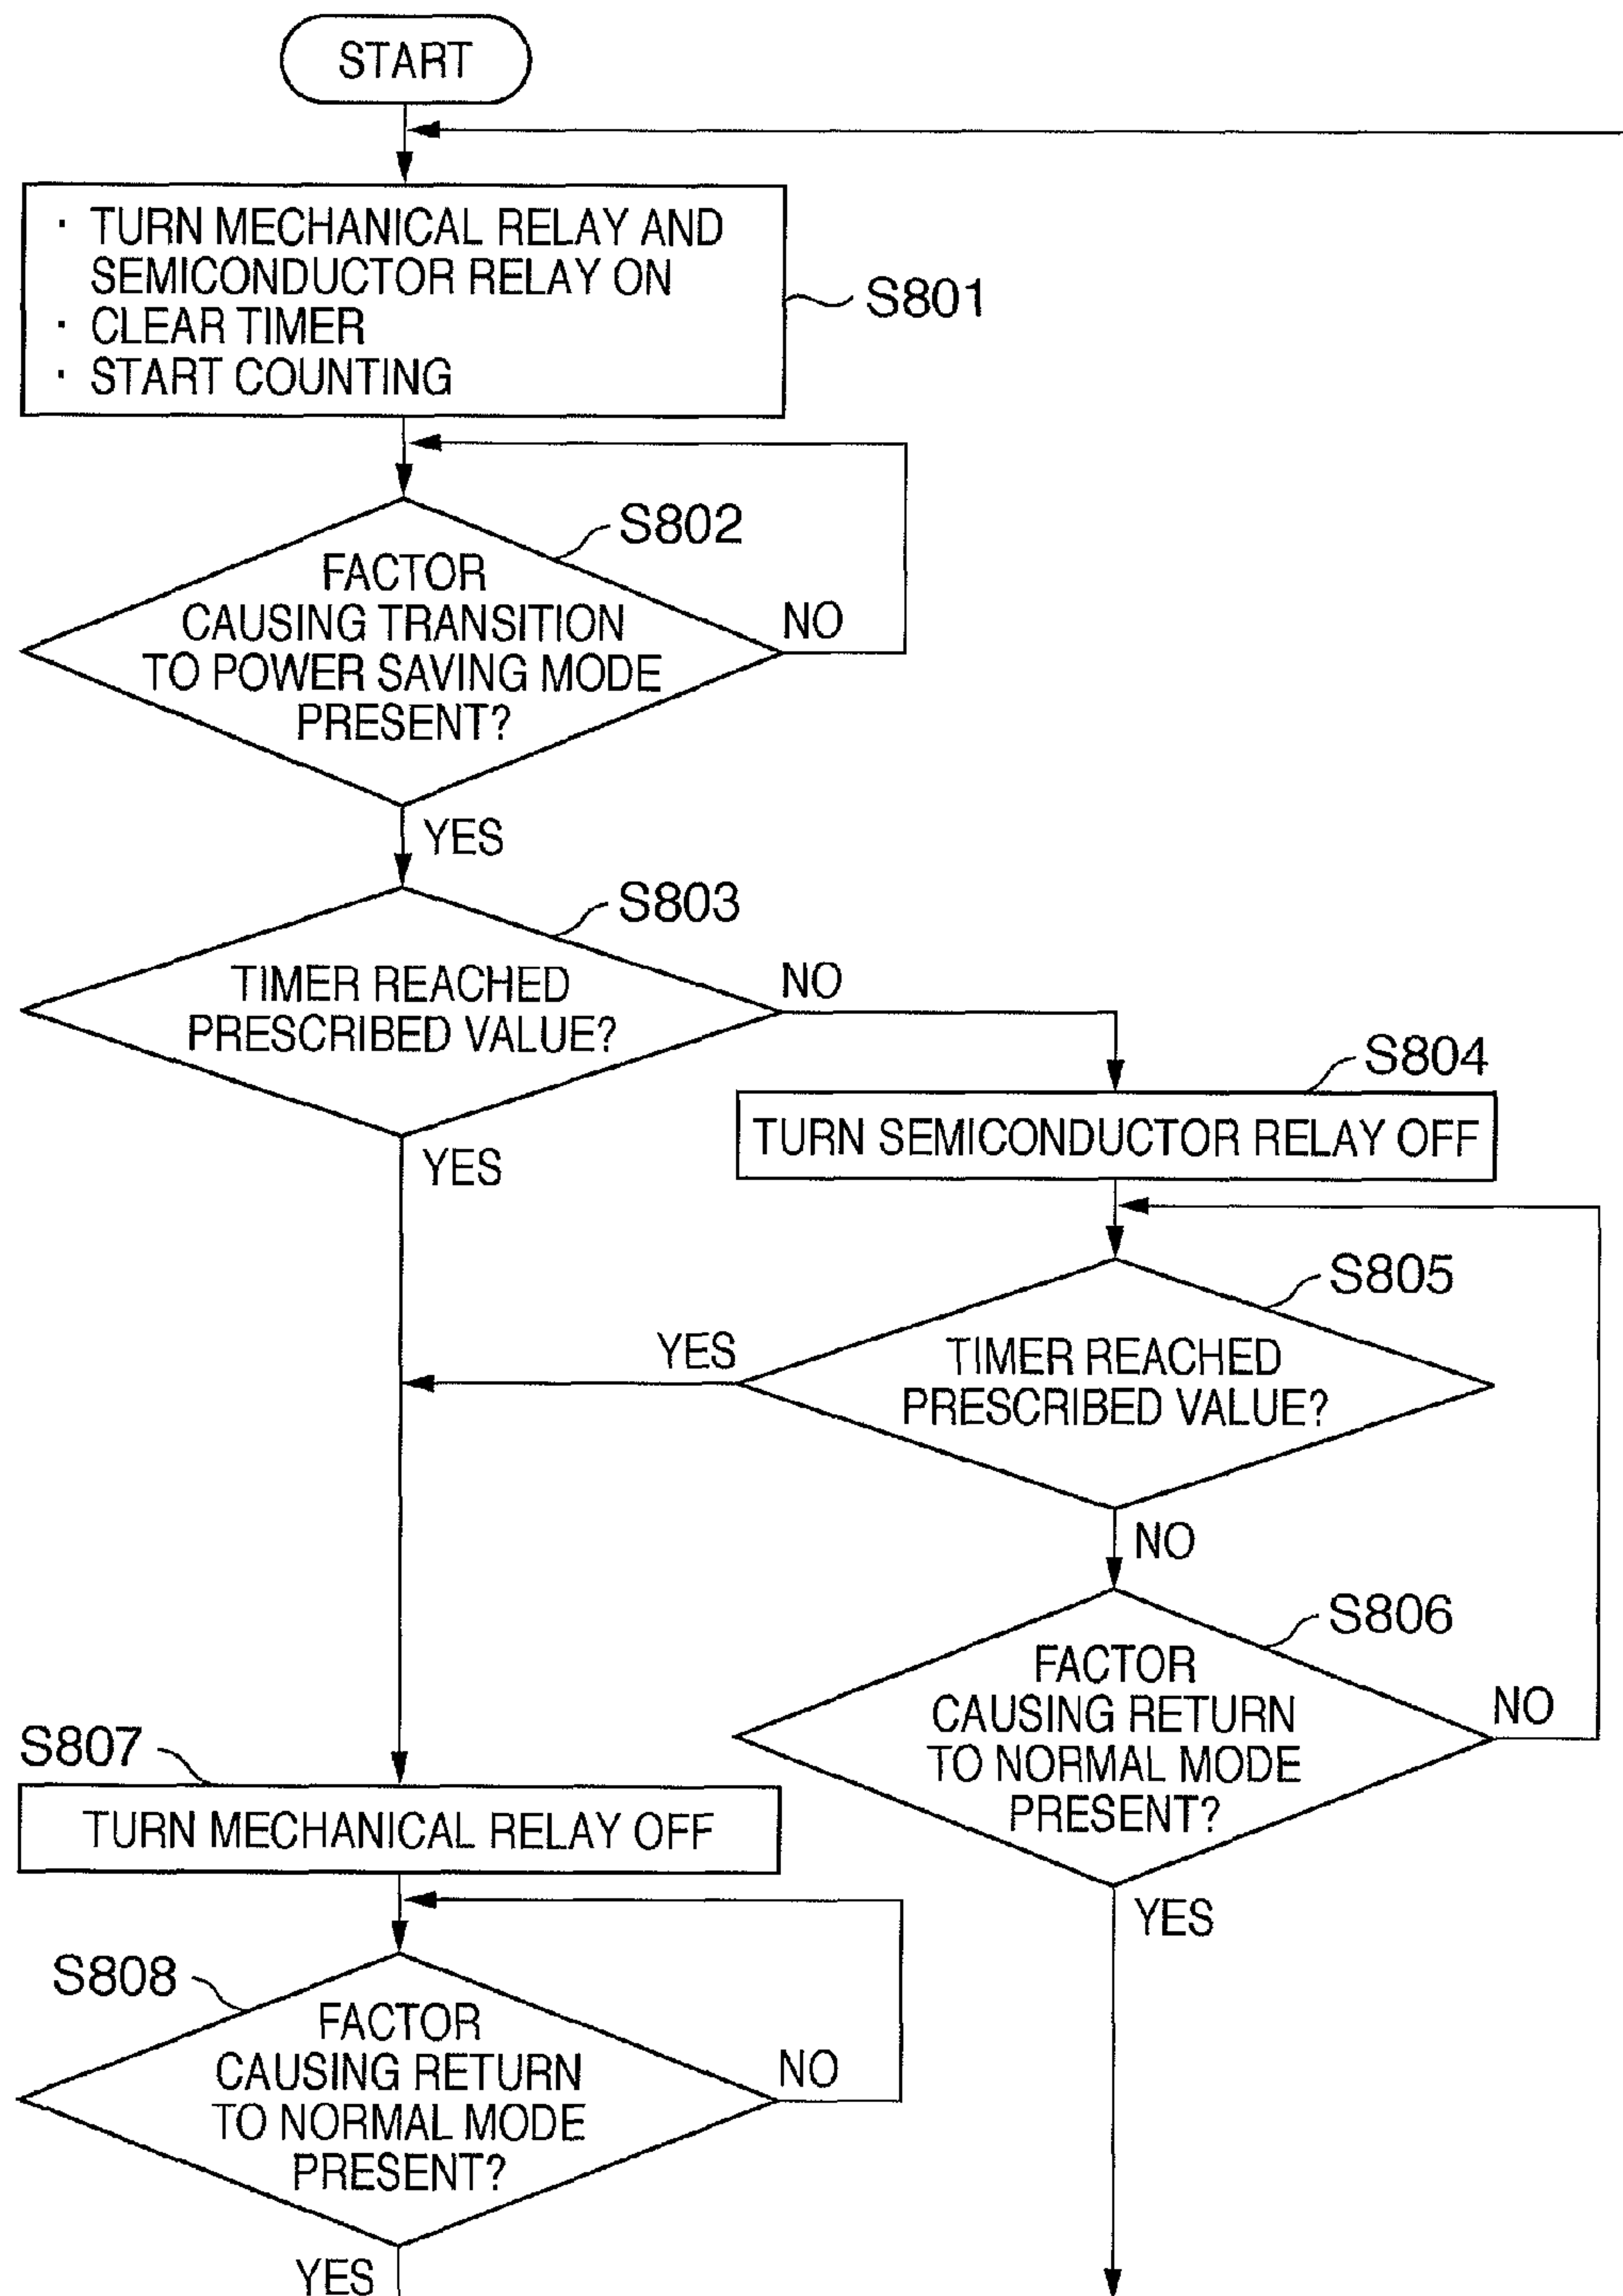 START
· TURN MECHANICAL RELAY AND
SEMICONDUCTOR RELAY ON
· CLEAR TIMER
· START COUNTING
S801
S802
FACTOR
CAUSING TRANSITION
TO POWER SAVING MODE
PRESENT?
NO
YES
S803
TIMER REACHED
PRESCRIBED VALUE?
NO
YES
S804
TURN SEMICONDUCTOR RELAY OFF
S805
TIMER REACHED
PRESCRIBED VALUE?
YES
NO
S806
FACTOR
CAUSING RETURN
TO NORMAL MODE
PRESENT?
NO
YES
S807
TURN MECHANICAL RELAY OFF
S808
FACTOR
CAUSING RETURN
TO NORMAL MODE
PRESENT?
NO
YES